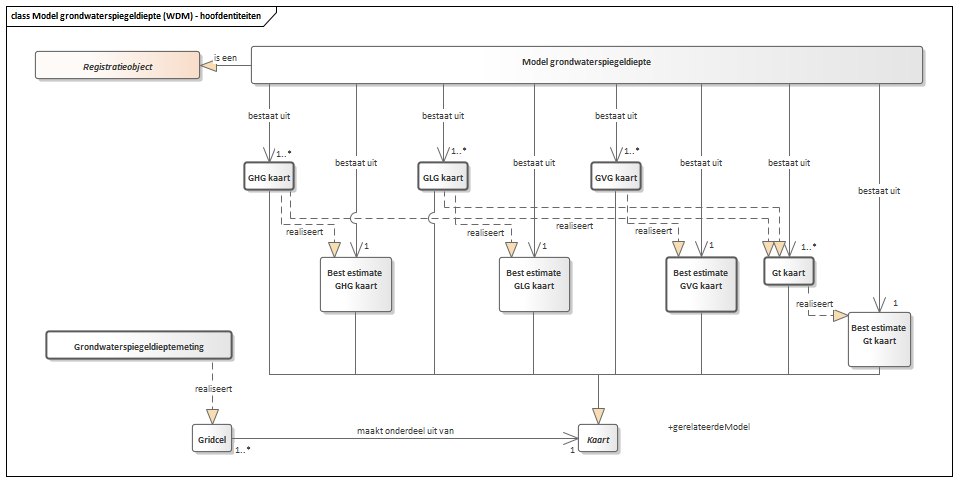 class Model grondwaterspiegeldiepte (WDM) - hoofdentiteiten
Registratieobject
is een
Model grondwaterspiegeldiepte
bestaat uit
bestaat uit
bestaat uit
1..*
1..*
1..*
bestaat uit
bestaat uit
bestaat uit
bestaat uit
GHG kaart
GLG kaart
GVG kaart
bestaat uit
realiseert
realiseert
realiseert
realiseert
1
1
1
1..*
Best estimate
GHG kaart
Best estimate
GLG kaart
Best estimate
GVG kaart
Gt kaart
realiseert
1
Best estimate
Gt kaart
Grondwaterspiegeldieptemeting
realiseert
Gridcel
1..*
maakt onderdeel uit van
1
Kaart
+gerelateerdeModel